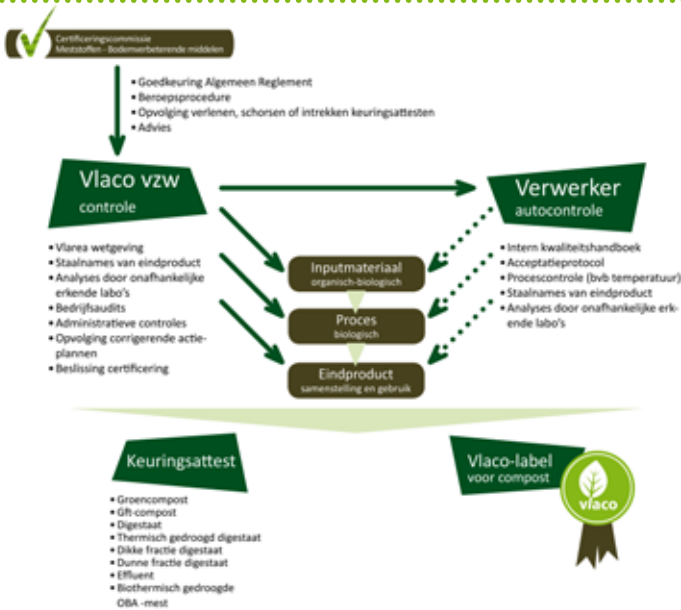 Certificeringscommissie
Meststoffen - Bodemverbeterende middelen
• Goedkeuring Algemeen Reglement
• Beroepsprocedure
• Opvolging verlenen, schorsen of intrekken keuringsattesten
• Advies
Vlaco vzw
controle
Verwerker
autocontrole
• Vlarea wetgeving
• Staalnames van eindproduct
• Analyses door onafhankelijke
erkende labo's
• Bedrijfsaudits
• Administratieve controles
• Opvolging corrigerende actie-
plannen
• Beslissing certificering
Inputmateriaal
organisch-biologisch
Proces
biologisch
Eindproduct
samenstelling en gebruik
• Intern kwaliteitshandboek
• Acceptatieprotocol
• Procescontrole (bvb temperatuur)
• Staalnames van eindproduct
• Analyses door onafhankelijke erk-
ende labo's
Keuringsattest
• Groencompost
• Gft-compost
• Digestaat
• Thermisch gedroogd digestaat
• Dikke fractie digestaat
• Dunne fractie digestaat
• Effluent
• Biothermisch gedroogde
OBA -mest
Vlaco-label
voor compost
vlaco